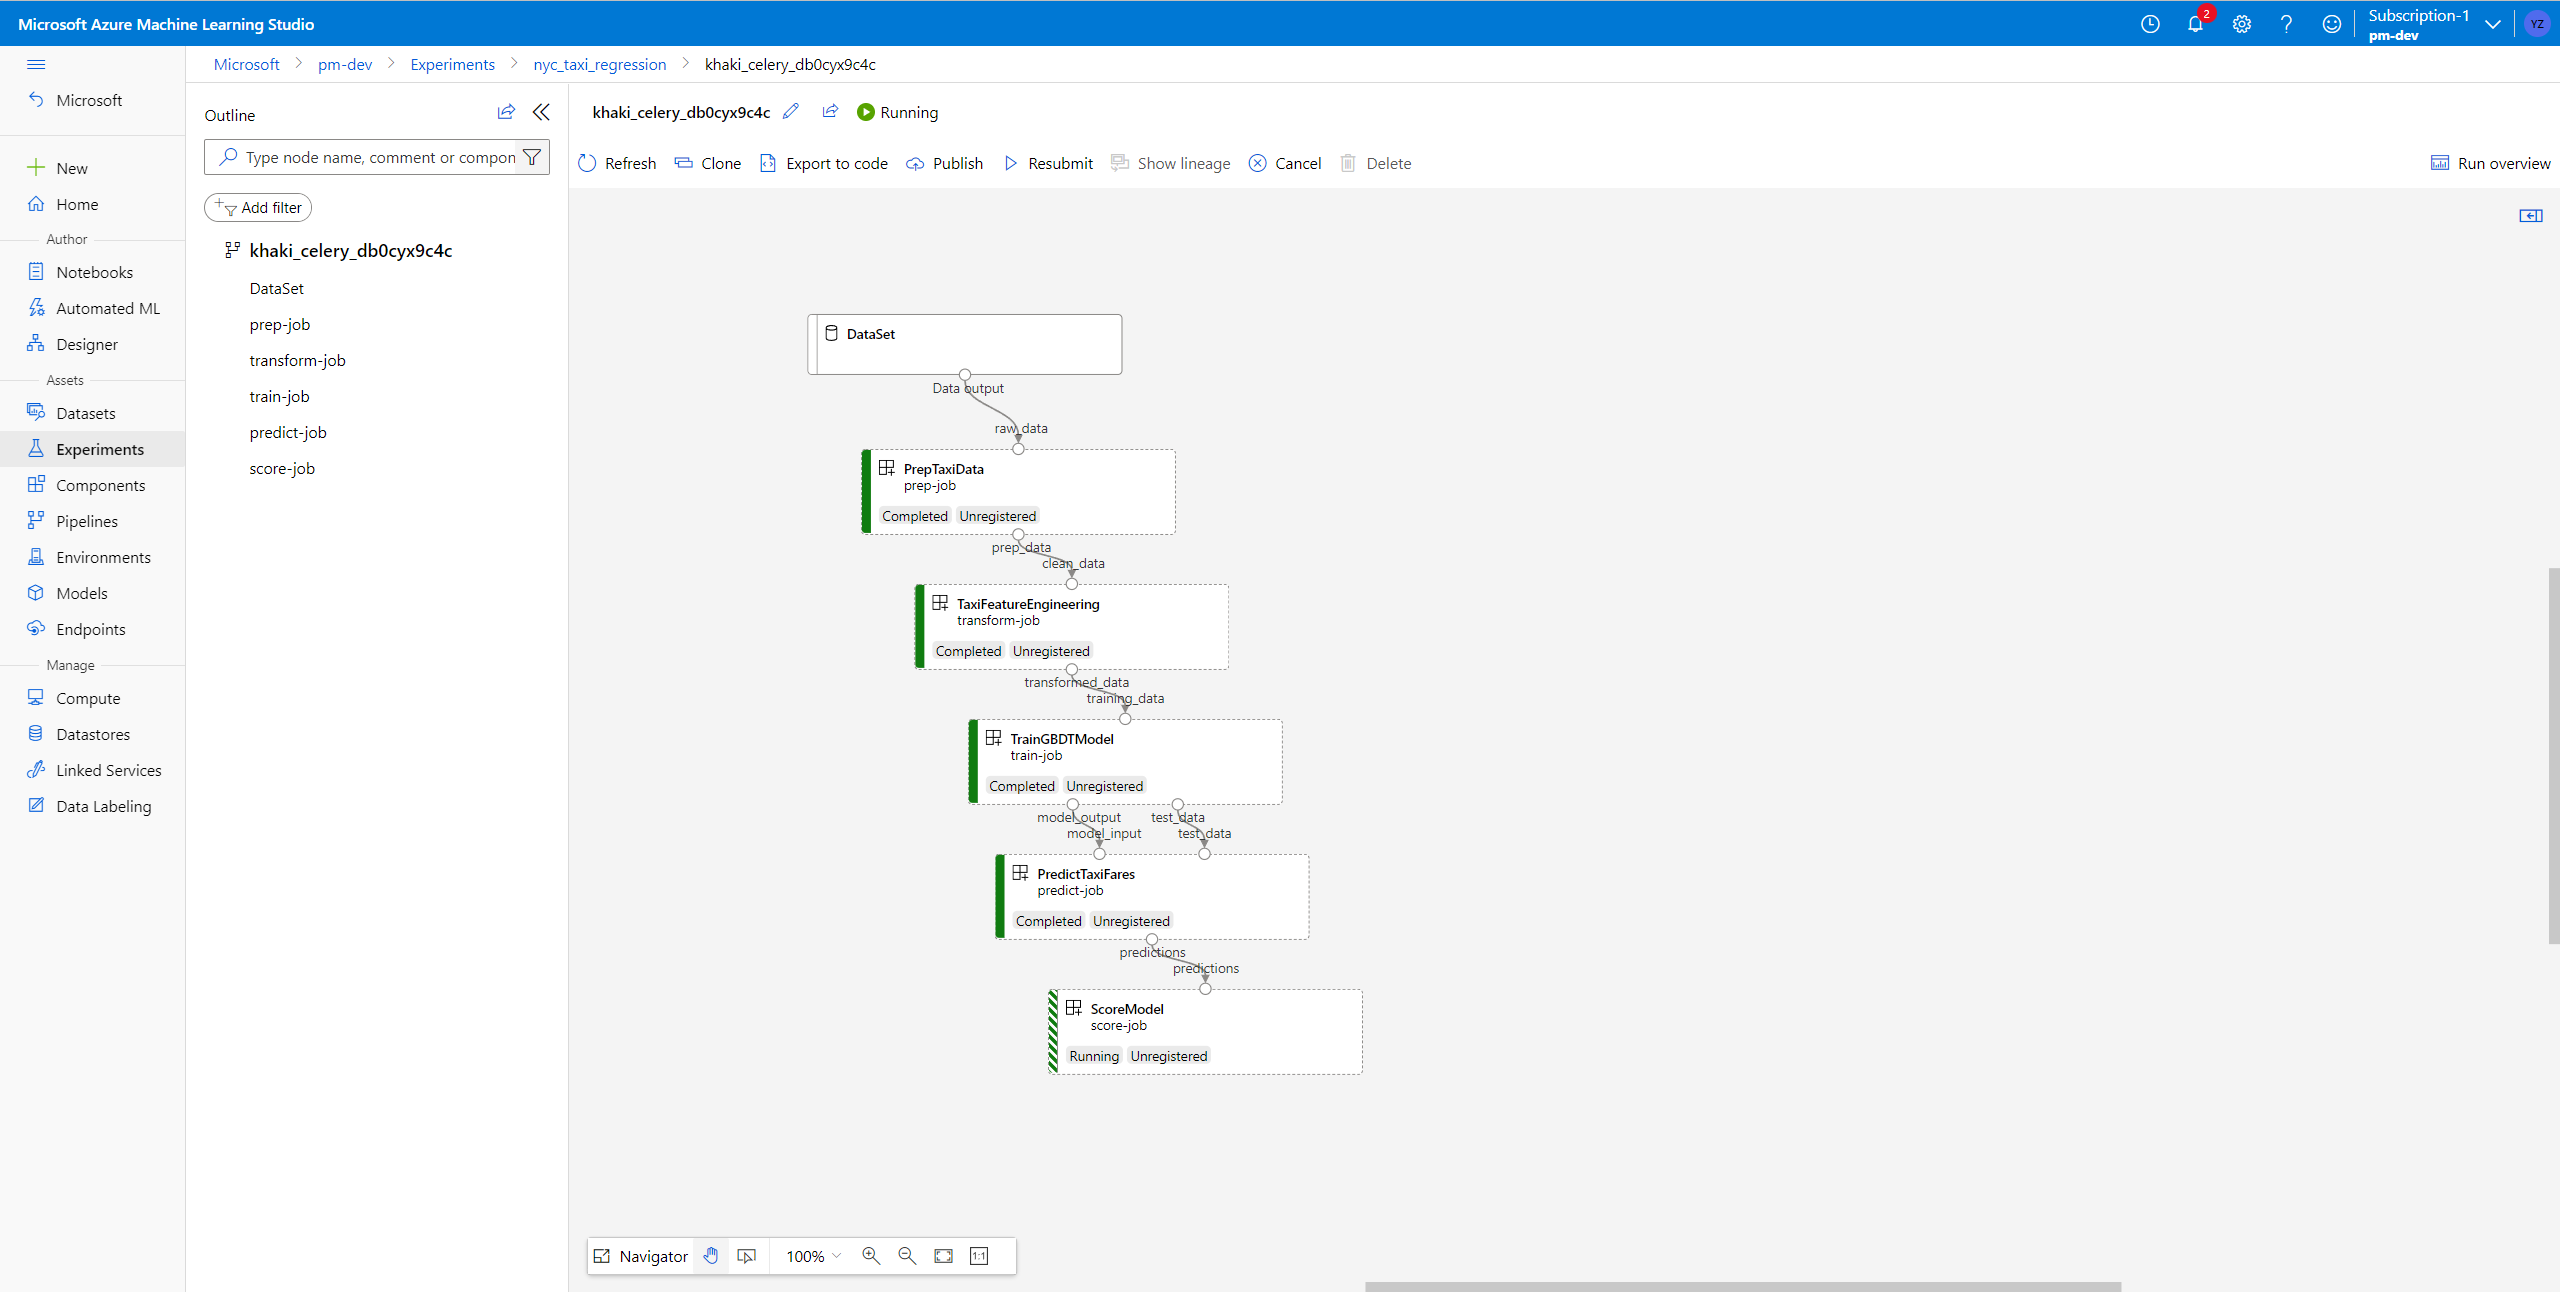 Microsoft Azure Machine Learning Studio
2
Subscription-1
pm-dev
YZ
Microsoft
New
Home
Author
Notebooks
Automated ML
Designer
Assets
Datasets
Experiments
Components
Pipelines
Environments
Models
Endpoints
Manage
Compute
Datastores
Linked Services
Data Labeling
Microsoft > pm-dev > Experiments > nyc_taxi_regression > khaki_celery_db0cyx9c4c
Outline
Type node name, comment or compon
Add filter
khaki_celery_db0cyx9c4c
DataSet
prep-job
transform-job
train-job
predict-job
score-job
khaki_celery_db0cyx9c4c Running
Refresh Clone Export to code Publish Resubmit Show lineage Cancel Delete Run overview
DataSet
Data output
raw_data
PrepTaxiData
prep-job
Completed Unregistered
prep_data
clean_data
TaxiFeatureEngineering
transform-job
Completed Unregistered
transformed_data
training_data
TrainGBDTModel
train-job
Completed Unregistered
model_output test_data
model_input test_data
PredictTaxiFares
predict-job
Completed Unregistered
predictions
predictions
ScoreModel
score-job
Running Unregistered
Navigator 100% 1:1